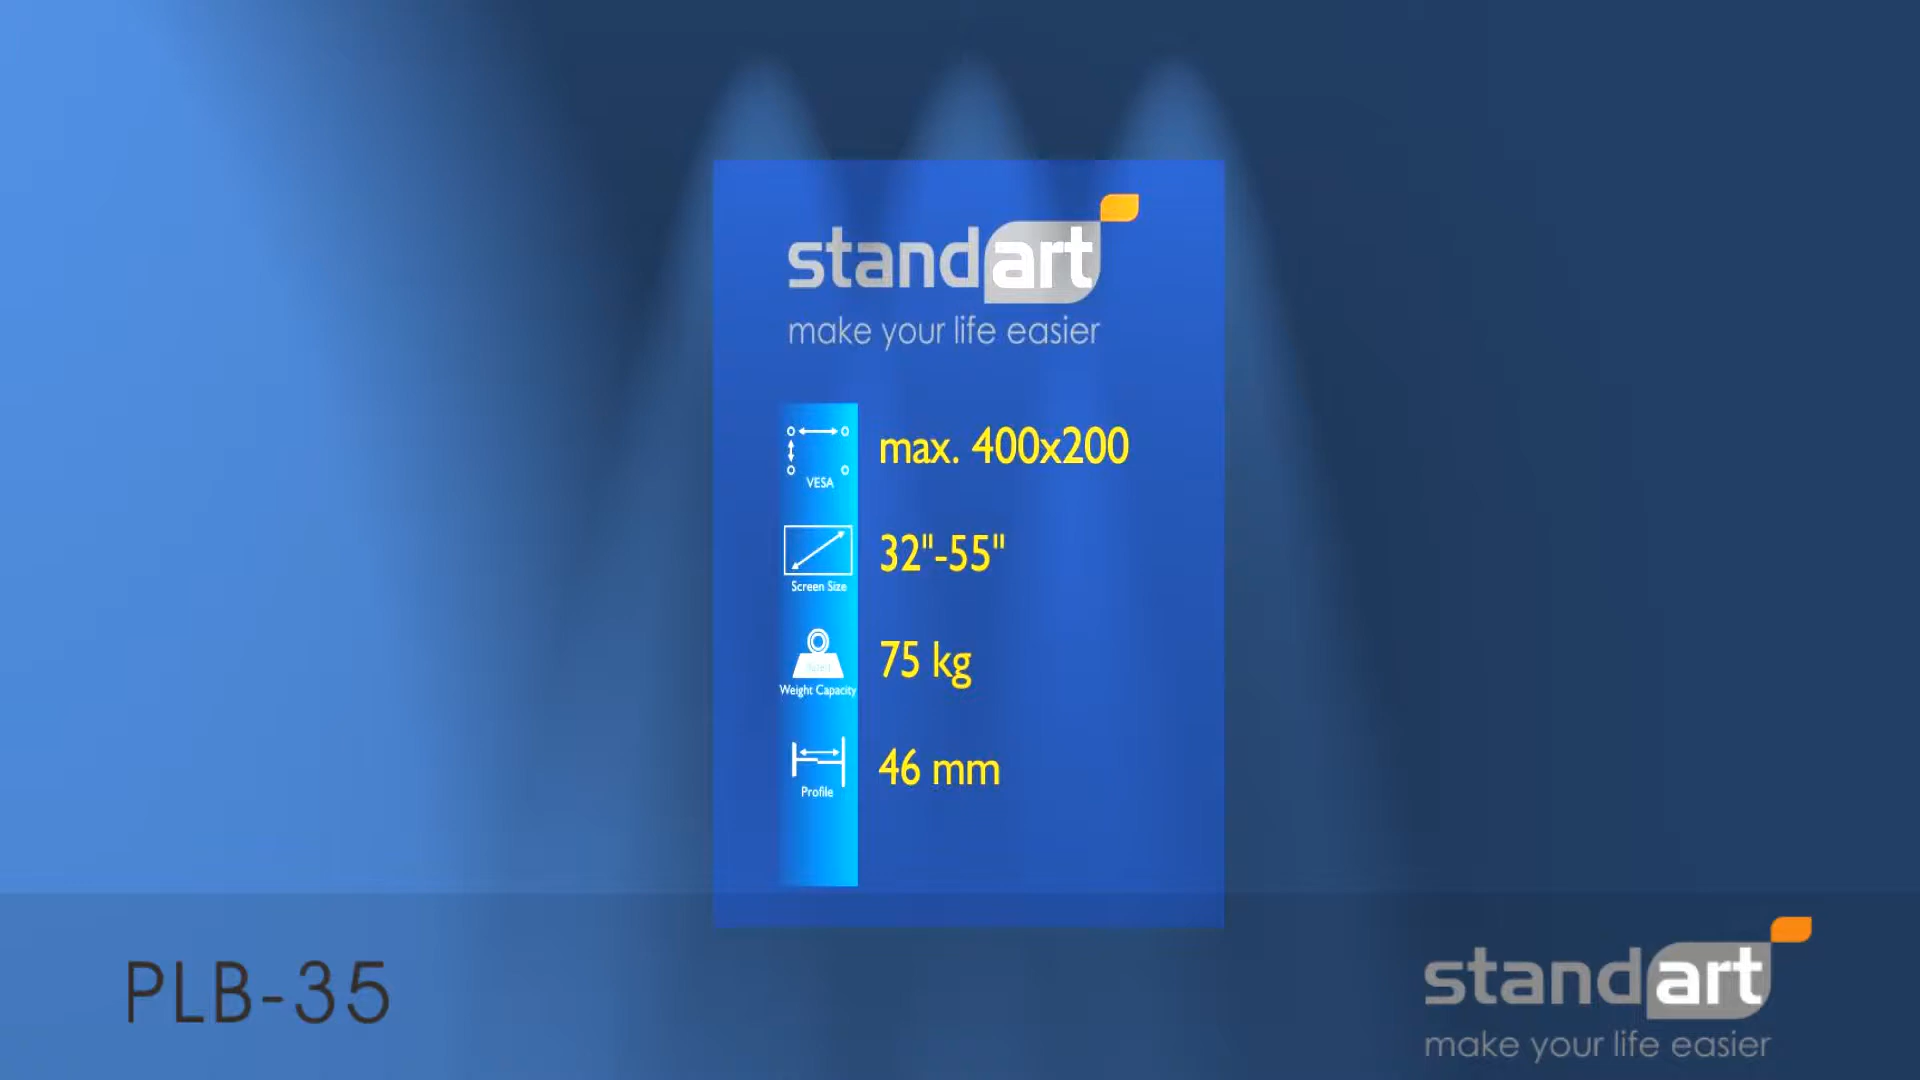 standart
make your life easier
VESA
max. 400x200
Screen Size
32"-55"
Weight Capacity
75 kg
Profile
46 mm
PLB-35
standart
make your life easier